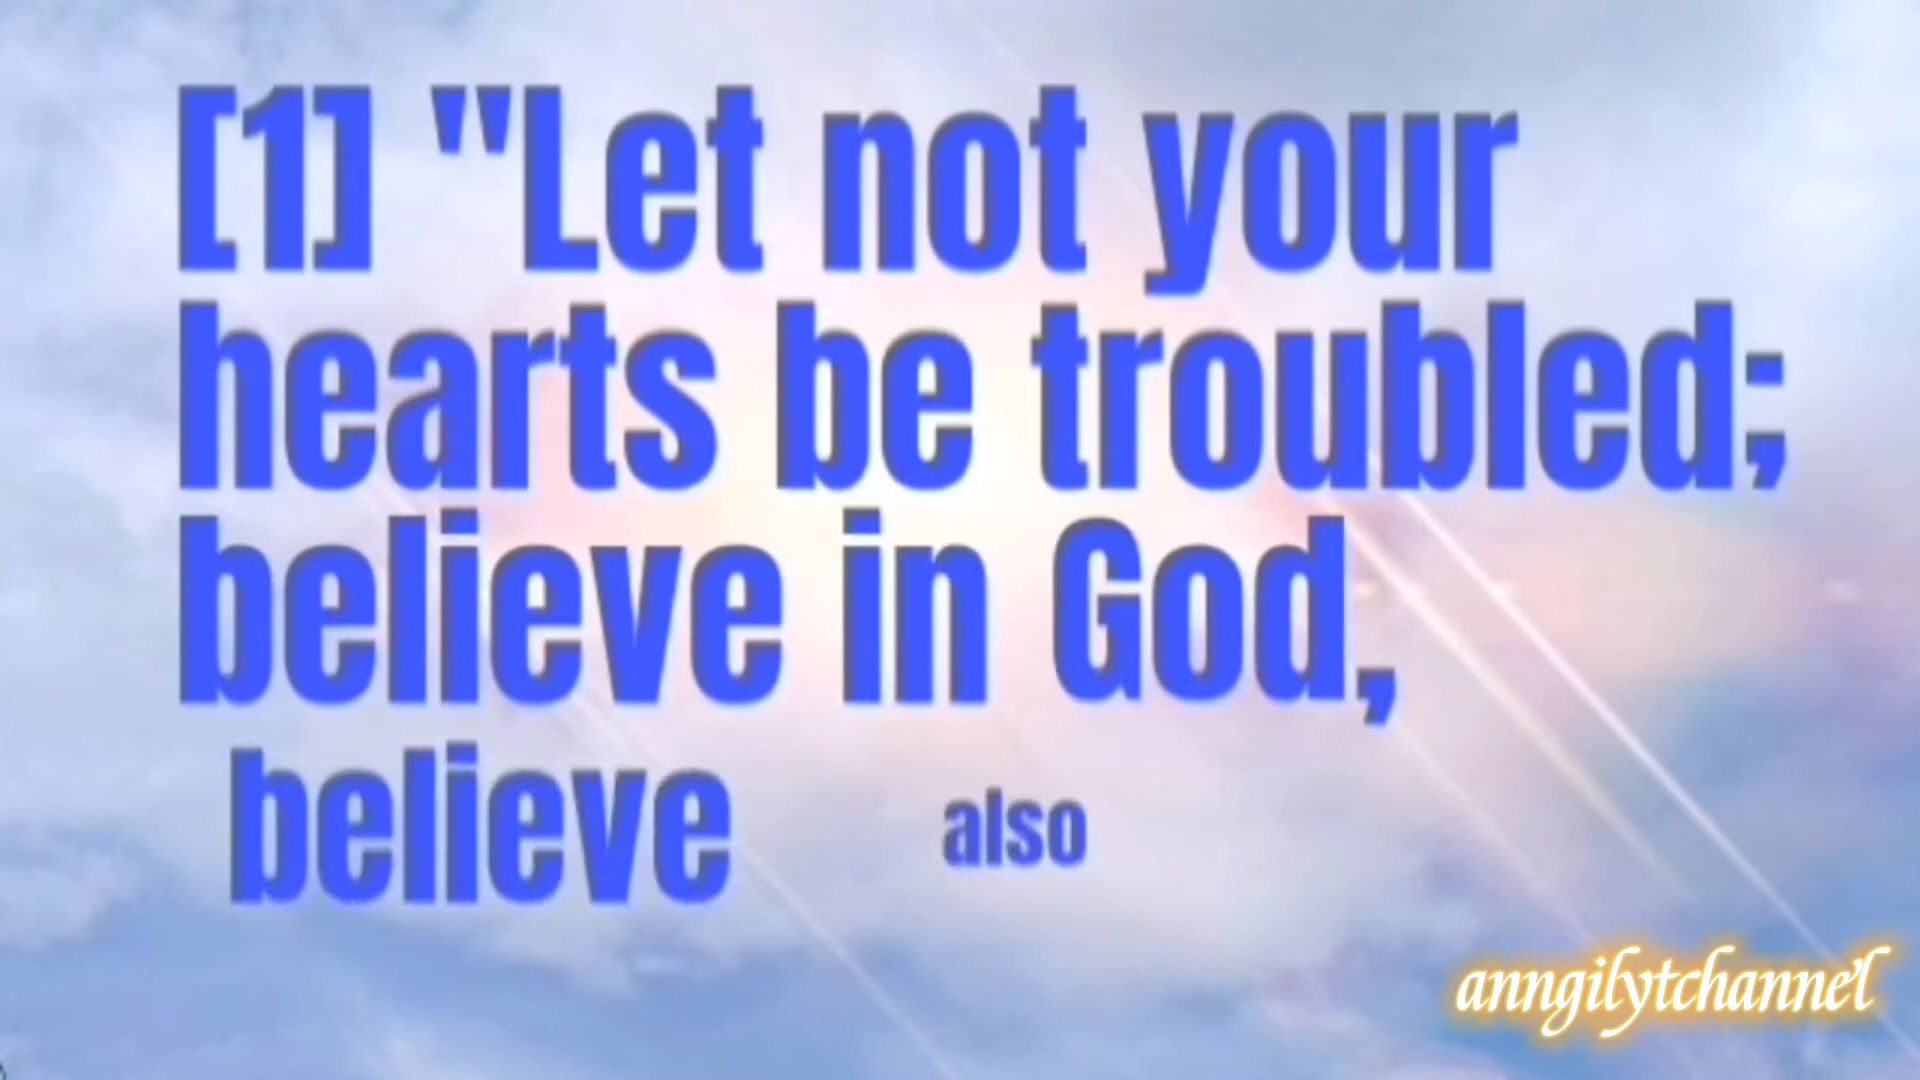 [1] "Let not your
hearts be troubled;
believe in God,
believe also
anngilytchannel